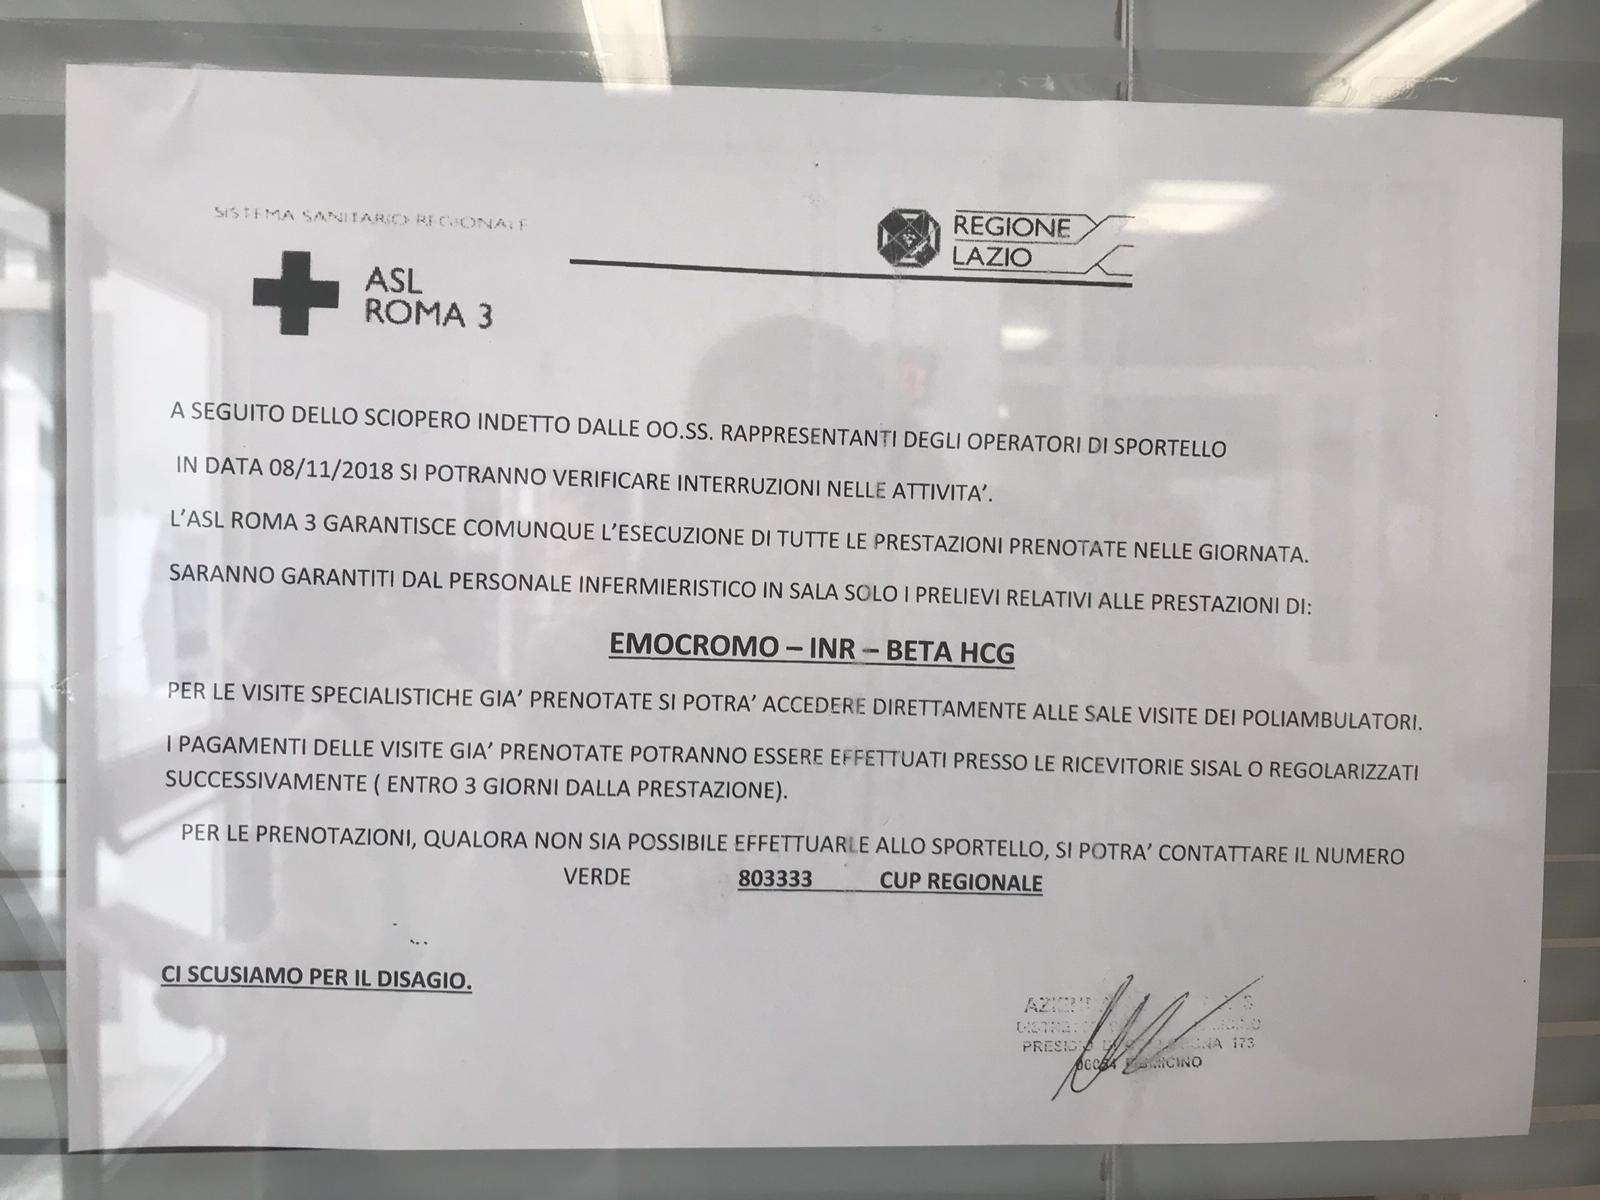 SISTEMA SANITARIO REGIONALE
ASL
ROMA 3
REGIONE
LAZIO
A SEGUITO DELLO SCIOPERO INDETTO DALLE OO.SS. RAPPRESENTANTI DEGLI OPERATORI DI SPORTELLO
IN DATA 08/11/2018 SI POTRANNO VERIFICARE INTERRUZIONI NELLE ATTIVITA'.
L'ASL ROMA 3 GARANTISCE COMUNQUE L'ESECUZIONE DI TUTTE LE PRESTAZIONI PRENOTATE NELLE GIORNATA.
SARANNO GARANTITI DAL PERSONALE INFERMIERISTICO IN SALA SOLO I PRELIEVI RELATIVI ALLE PRESTAZIONI DI:
EMOCROMO – INR – BETA HCG
PER LE VISITE SPECIALISTICHE GIA' PRENOTATE SI POTRA' ACCEDERE DIRETTAMENTE ALLE SALE VISITE DEI POLIAMBULATORI.
I PAGAMENTI DELLE VISITE GIA' PRENOTATE POTRANNO ESSERE EFFETTUATI PRESSO LE RICEVITORIE SISAL O REGOLARIZZATI
SUCCESSIVAMENTE ( ENTRO 3 GIORNI DALLA PRESTAZIONE).
PER LE PRENOTAZIONI, QUALORA NON SIA POSSIBILE EFFETTUARLE ALLO SPORTELLO, SI POTRA' CONTATTARE IL NUMERO
VERDE 803333 CUP REGIONALE
CI SCUSIAMO PER IL DISAGIO.
173